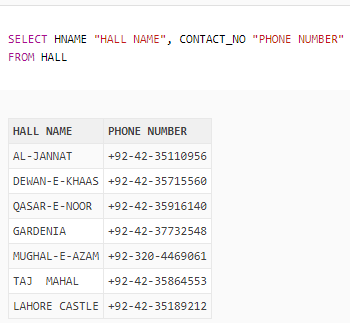 SELECT HNAME "HALL NAME", CONTACT_NO "PHONE NUMBER"
FROM HALL
HALL NAME PHONE NUMBER
AL-JANNAT +92-42-35110956
DEWAN-E-KHAAS +92-42-35715560
QASAR-E-NOOR +92-42-35916140
GARDENIA +92-42-37732548
MUGHAL-E-AZAM +92-320-4469061
TAJ  MAHAL +92-42-35864553
LAHORE CASTLE +92-42-35189212